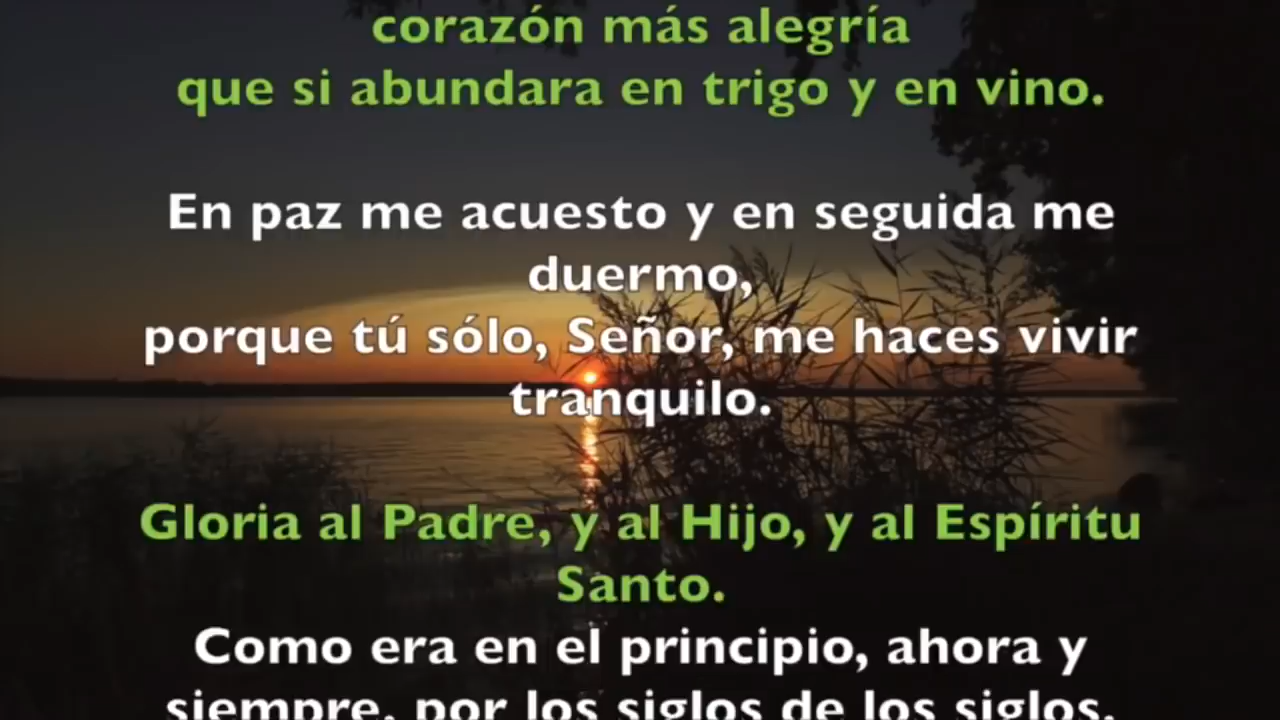 corazón más alegría
que si abundara en trigo y en vino.
En paz me acuesto y en seguida me
duermo,
porque tú sólo, Señor, me haces vivir
tranquilo.
Gloria al Padre, y al Hijo, y al Espíritu
Santo.
Como era en el principio, ahora y
siempre, por los siglos de los siglos.